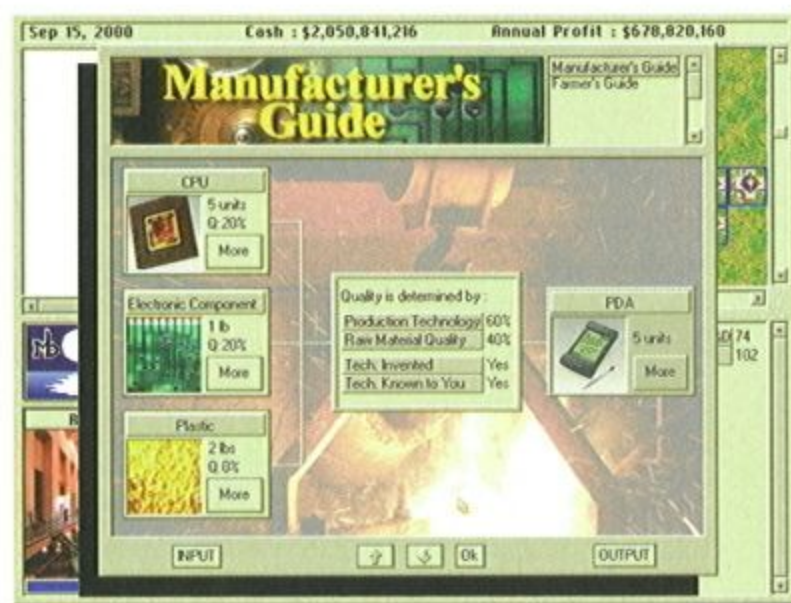 Sep 15, 2000 Cash : $2,050,841,216 Annual Profit : $678,820,160
Manufacturer's
Guide
Manufacturer's Guide
Farmer's Guide
CPU
5 units
Q: 20%
More
Electronic Component
1 lb
Q: 20%
More
Plastic
2 lbs
Q: 0%
More
Quality is determined by :
Production Technology 60%
Raw Material Quality 40%
Tech. Invented Yes
Tech. Known to You Yes
PDA
5 units
More
74
102
INPUT
Ok
OUTPUT